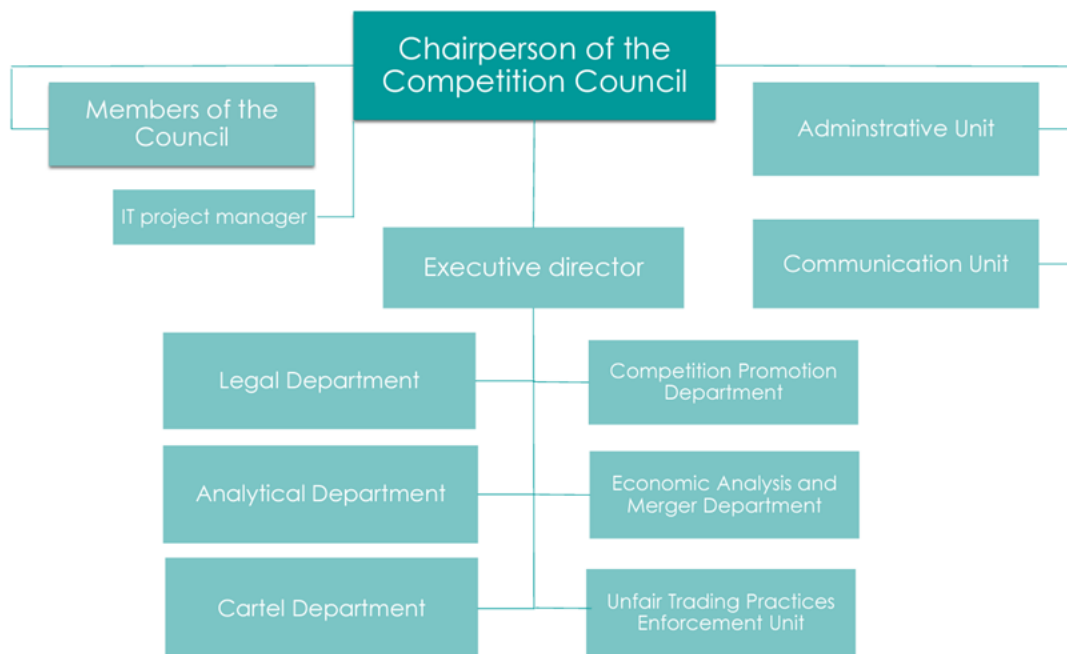 Chairperson of the
Competition Council
Members of the
Council
Adminstrative Unit
IT project manager
Executive director
Communication Unit
Legal Department
Competition Promotion
Department
Analytical Department
Economic Analysis and
Merger Department
Cartel Department
Unfair Trading Practices
Enforcement Unit